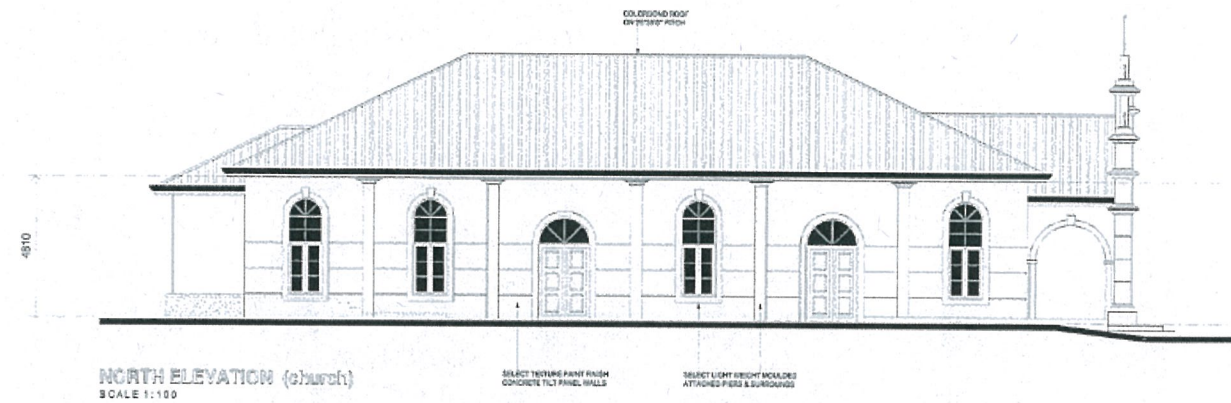 COLORBOND ROOF
PITCH
4810
NORTH ELEVATION (church)
SCALE 1:100
SELECT TEXTURE PAINT FINISH
CONCRETE TILT PANEL WALLS
SELECT LIGHT WEIGHT MOULDED
ATTACHED PIERS & SURROUNDS